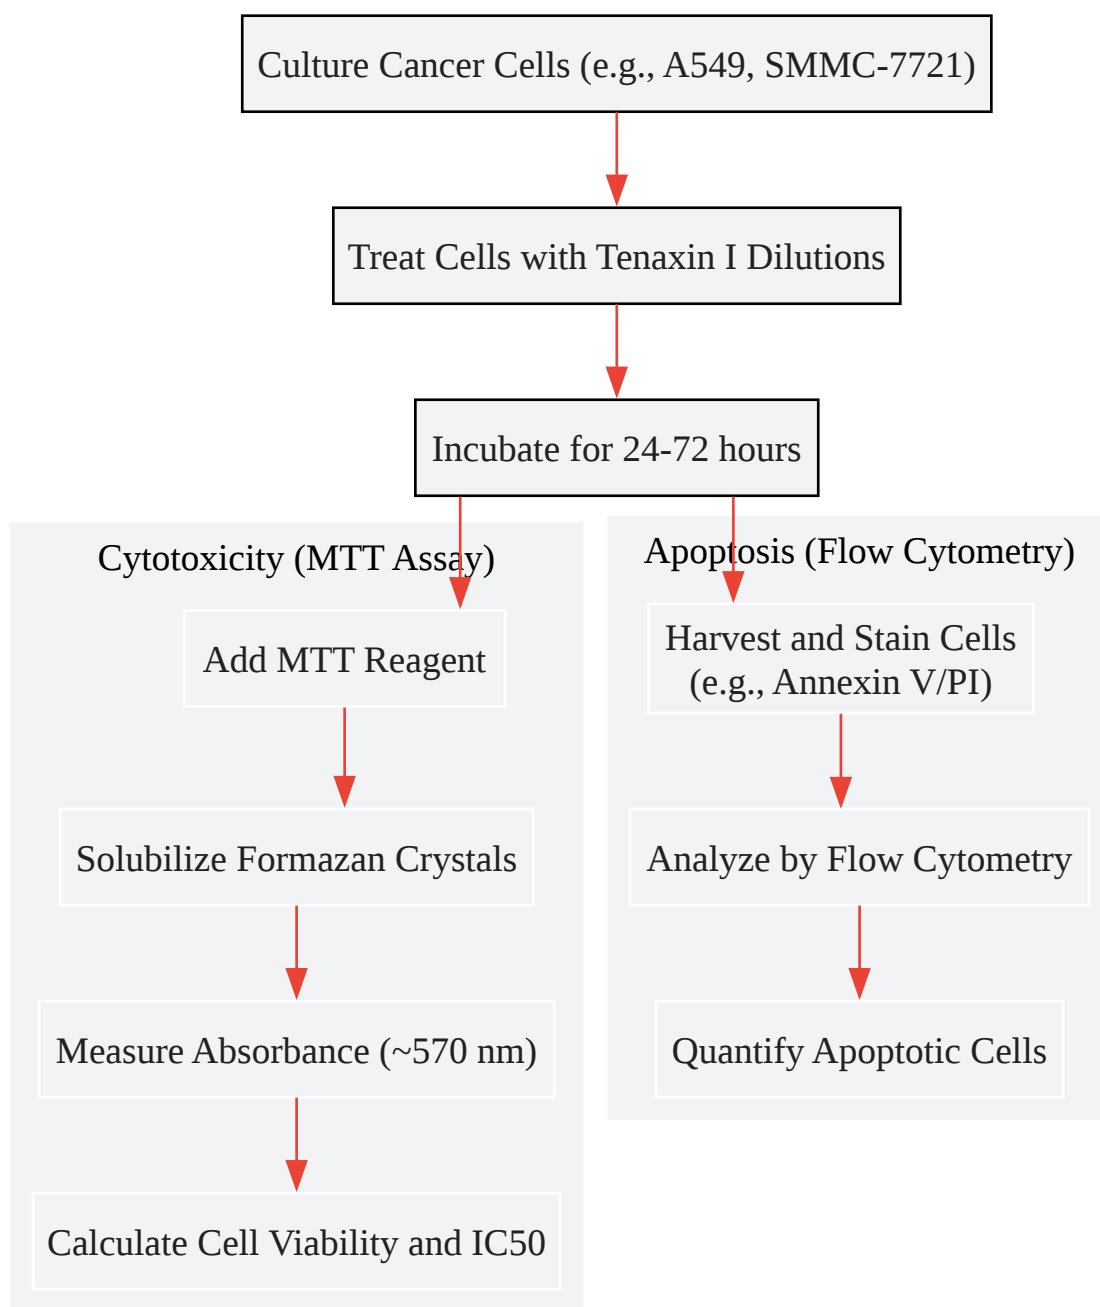 Culture Cancer Cells (e.g., A549, SMMC-7721)
Treat Cells with Tenaxin I Dilutions
Incubate for 24-72 hours
Cytotoxicity (MTT Assay)
Add MTT Reagent
Solubilize Formazan Crystals
Measure Absorbance (~570 nm)
Calculate Cell Viability and IC50
Apoptosis (Flow Cytometry)
Harvest and Stain Cells
(e.g., Annexin V/PI)
Analyze by Flow Cytometry
Quantify Apoptotic Cells